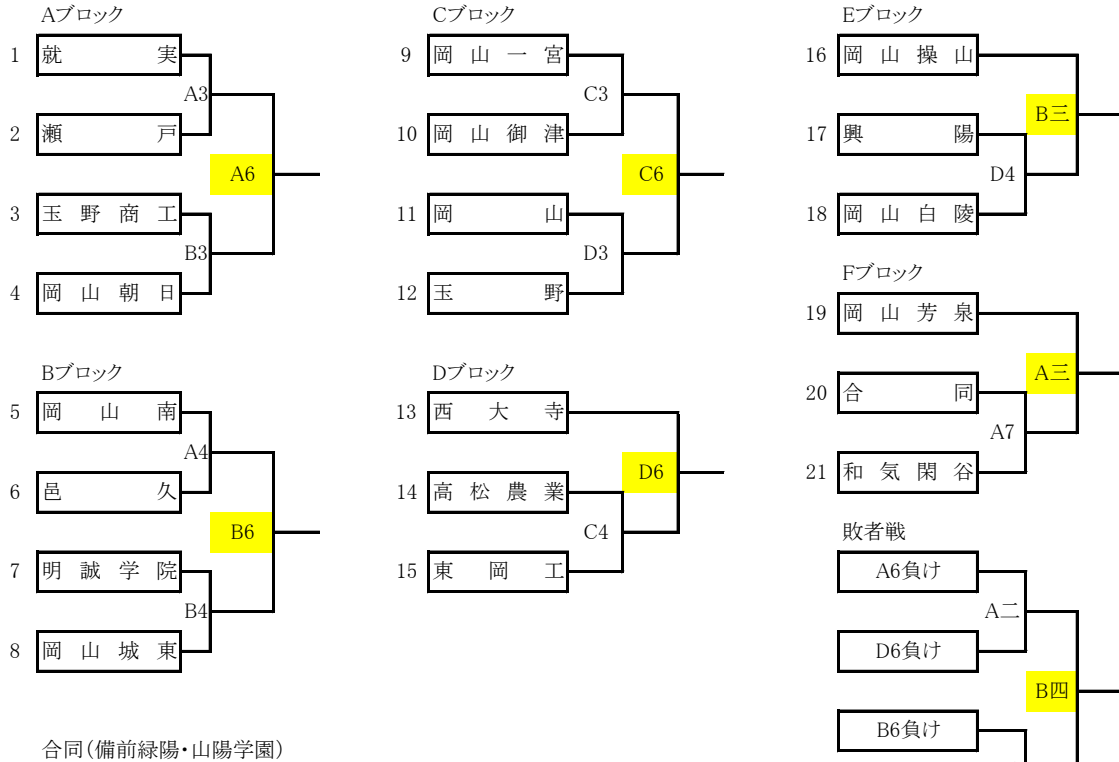 Aブロック
1 就実
A3
2 瀬戸
A6
3 玉野商工
B3
4 岡山朝日
Bブロック
5 岡山南
A4
6 邑久
B6
7 明誠学院
B4
8 岡山城東
合同(備前緑陽・山陽学園)
Cブロック
9 岡山一宮
C3
10 岡山御津
C6
11 岡山
D3
12 玉野
Dブロック
13 西大寺
D6
14 高松農業
C4
15 東岡工
Eブロック
16 岡山操山
B三
17 興陽
D4
18 岡山白陵
Fブロック
19 岡山芳泉
A三
20 合同
A7
21 和気閑谷
敗者戦
A6負け
A二
D6負け
B四
B6負け